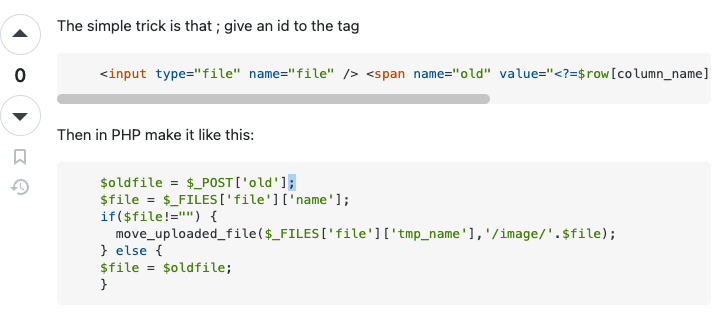 The simple trick is that ; give an id to the tag
<input type="file" name="file" /> <span name="old" value="<?=$row[column_name]
0
Then in PHP make it like this:
$oldfile = $_POST['old'];
$file = $_FILES['file']['name'];
if($file!="") {
move_uploaded_file($_FILES['file']['tmp_name'],'/image/'.$file);
} else {
$file = $oldfile;
}